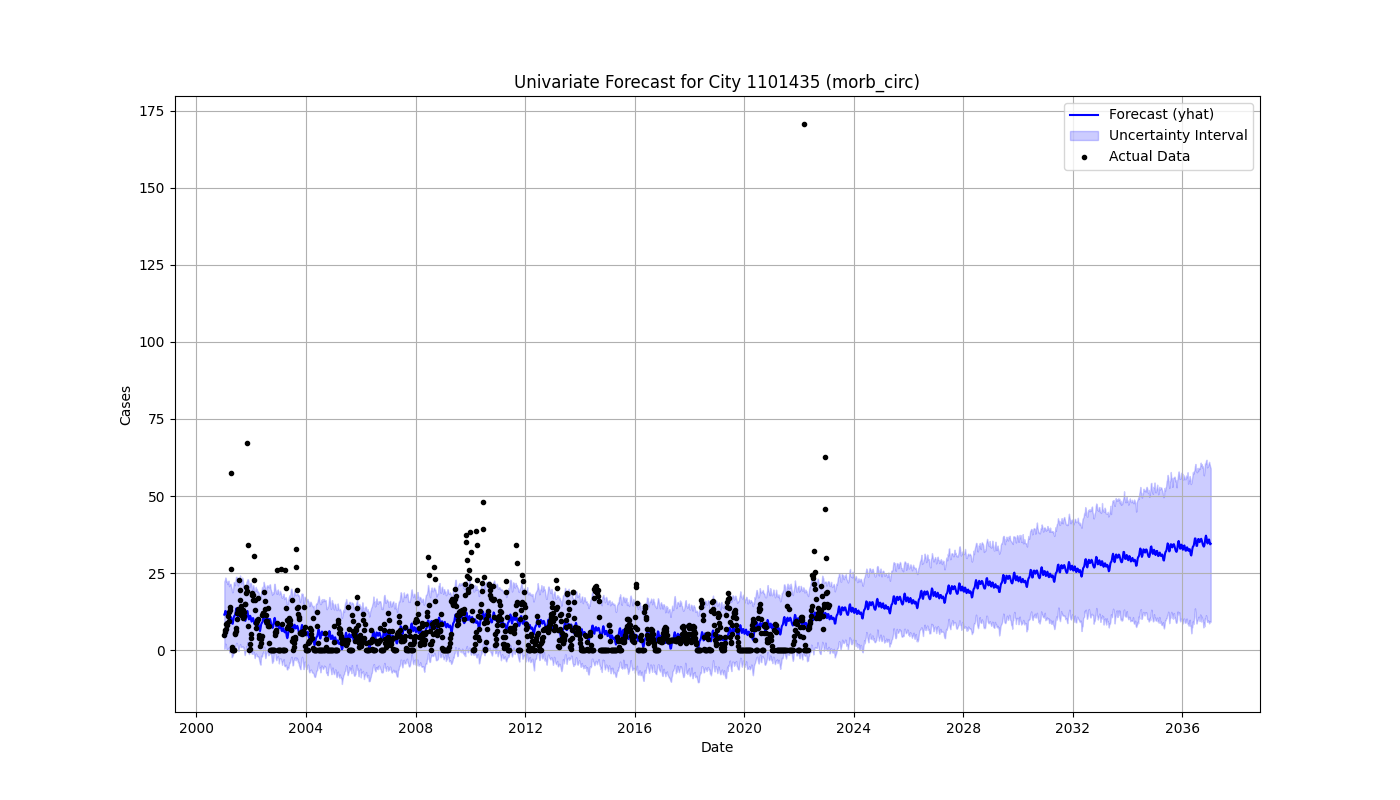 Univariate Forecast for City 1101435 (morb_circ)
Forecast (yhat)
Uncertainty Interval
Actual Data
175
150
125
100
75
50
25
0
Cases
2000 2004 2008 2012 2016 2020 2024 2028 2032 2036
Date